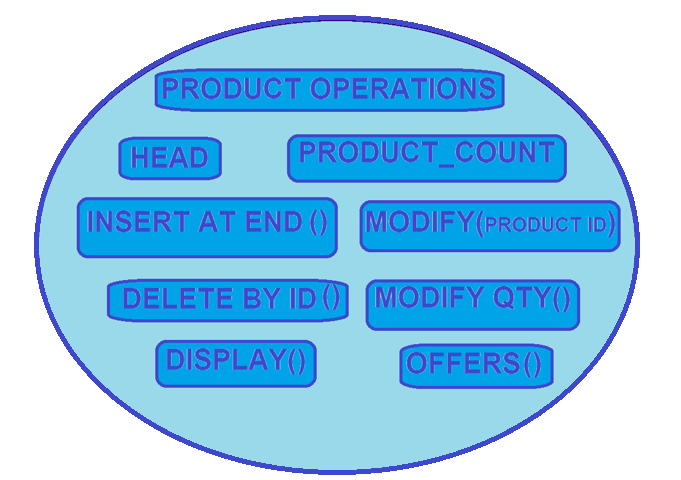 PRODUCT OPERATIONS
HEAD
PRODUCT_COUNT
INSERT AT END ()
MODIFY(PRODUCT ID)
DELETE BY ID ()
MODIFY QTY()
DISPLAY()
OFFERS()